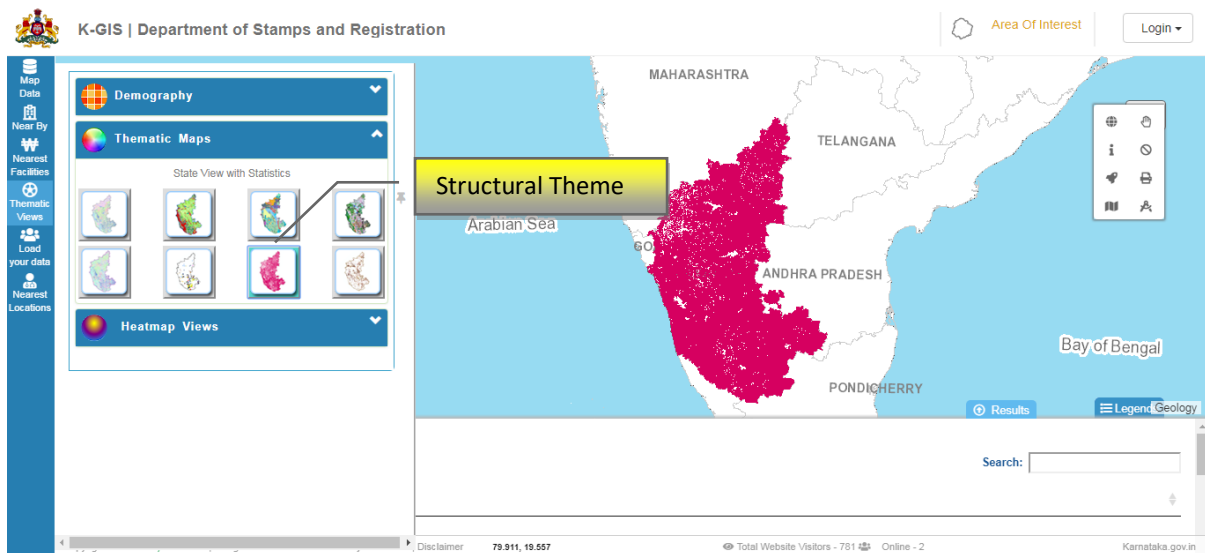 K-GIS | Department of Stamps and Registration
Area Of Interest
Login
Map
Data
Near By
Nearest
Facilities
Thematic
Views
Load
your data
Nearest
Locations
Demography
Thematic Maps
State View with Statistics
Heatmap Views
Structural Theme
MAHARASHTRA
TELANGANA
Arabian Sea
GO
ANDHRA PRADESH
Bay of Bengal
PONDICHERRY
Results
Legend
Geology
Search:
Disclaimer
79.911, 19.557
Total Website Visitors - 781
Online - 2
Karnataka.gov.in